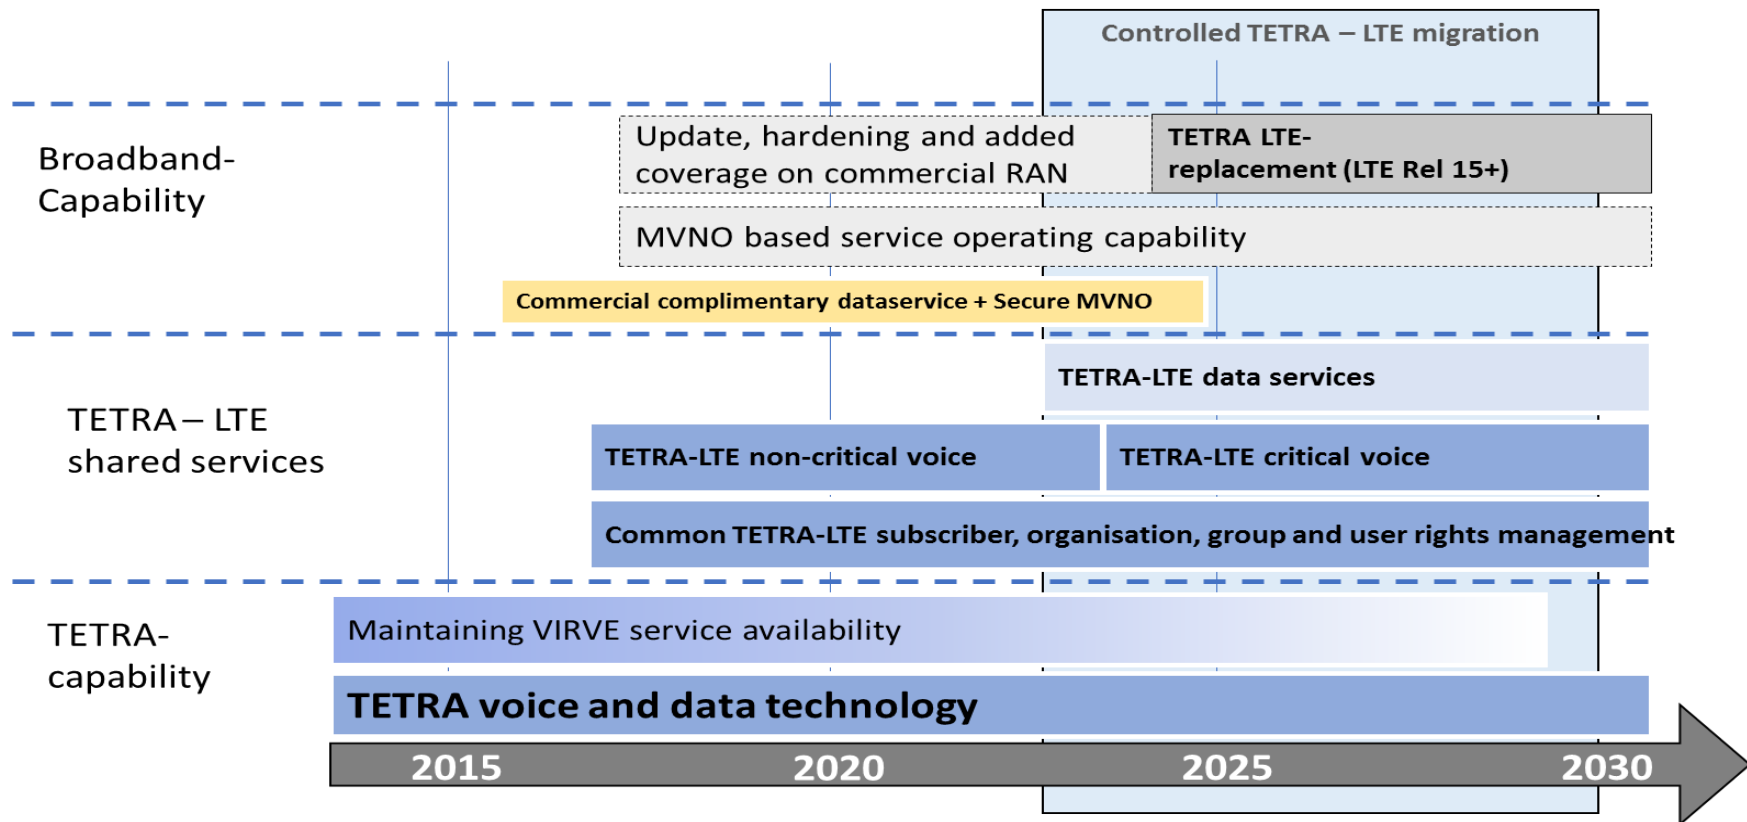 Controlled TETRA – LTE migration
Broadband-
Capability
Update, hardening and added
coverage on commercial RAN
TETRA LTE-
replacement (LTE Rel 15+)
MVNO based service operating capability
Commercial complimentary dataservice + Secure MVNO
TETRA – LTE
shared services
TETRA-LTE data services
TETRA-LTE non-critical voice
TETRA-LTE critical voice
Common TETRA-LTE subscriber, organisation, group and user rights management
TETRA-
capability
Maintaining VIRVE service availability
TETRA voice and data technology
2015
2020
2025
2030